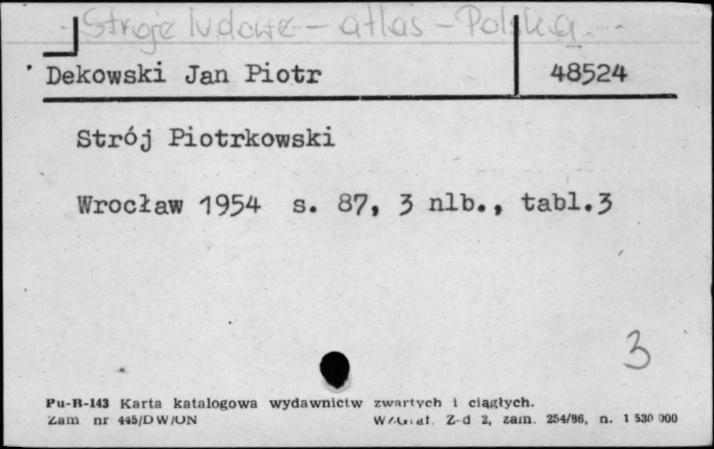 Stroje ludowe - atlas - Polska
Dekowski Jan Piotr 48524
Strój Piotrkowski
Wrocław 1954 s. 87, 3 nlb., tabl.3
3
Pu-B-143 Karta katalogowa wydawnictw zwartych i ciągłych.
Zam nr 445/DW/ON Z-d 2, zam. 254/86, n. 1 530 000